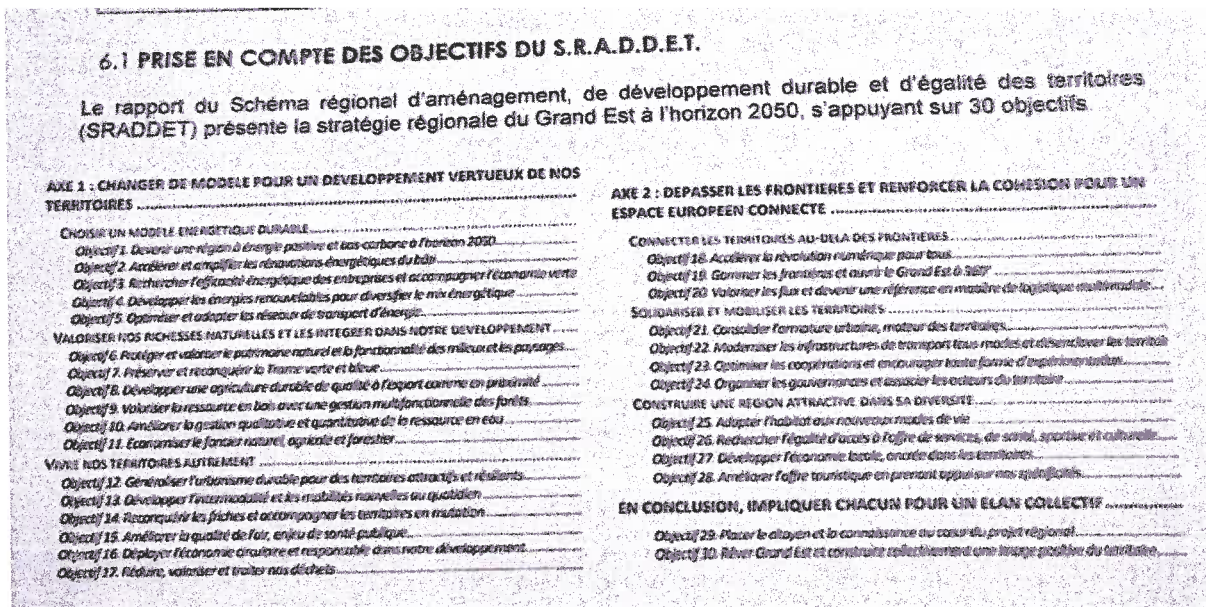 6.1 PRISE EN COMPTE DES OBJECTIFS DU S.R.A.D.D.E.T.
Le rapport du Schéma régional d'aménagement, de développement durable et d'égalité des territoires
(SRADDET) présente la stratégie régionale du Grand Est à l'horizon 2050, s'appuyant sur 30 objectifs.
AXE 1 : CHANGER DE MODELE POUR UN DEVELOPPEMENT VERTUEUX DE NOS
TERRITOIRES
CHOISIR UN MODELE ENERGETIQUE DURABLE
Objectif 1. Devenir une région à énergie positive et bas-carbone à l'horizon 2050
Objectif 2. Accélérer et amplifier les rénovations énergétiques du bâti
Objectif 3. Rechercher l'efficacité énergétique des entreprises et accompagner l'économie verte
Objectif 4. Développer les énergies renouvelables pour diversifier le mix énergétique
Objectif 5. Optimiser et adapter les réseaux de transport d'énergie
VALORISER NOS RICHESSES NATURELLES ET LES INTEGRER DANS NOTRE DEVELOPPEMENT
Objectif 6. Protéger et valoriser le patrimoine naturel et la fonctionnalité des milieux et les paysages
Objectif 7. Préserver et reconquérir la Trame verte et bleue
Objectif 8. Développer une agriculture durable de qualité à l'export comme en proximité
Objectif 9. Valoriser la ressource en bois avec une gestion multifonctionnelle des forêts
Objectif 10. Améliorer la gestion qualitative et quantitative de la ressource en eau
Objectif 11. Économiser le foncier naturel, agricole et forestier
VIVRE NOS TERRITOIRES AUTREMENT
Objectif 12. Généraliser l'urbanisme durable pour des territoires attractifs et résilients
Objectif 13. Développer l'intermodalité et les mobilités nouvelles au quotidien
Objectif 14. Reconquérir les friches et accompagner les territoires en mutation
Objectif 15. Améliorer la qualité de l'air, enjeu de santé publique
Objectif 16. Déployer l'économie circulaire et responsable dans notre développement
Objectif 17. Réduire, valoriser et traiter nos déchets
AXE 2 : DEPASSER LES FRONTIERES ET RENFORCER LA COHESION POUR UN
ESPACE EUROPEEN CONNECTE
CONNECTER LES TERRITOIRES AU-DELA DES FRONTIERES
Objectif 18. Accélérer la révolution numérique pour tous
Objectif 19. Gommer les frontières et ouvrir le Grand Est à 360°
Objectif 20. Valoriser les flux et devenir une référence en matière de logistique multimodale
SOLIDARISER ET MOBILISER LES TERRITOIRES
Objectif 21. Consolider l'armature urbaine, moteur des territoires
Objectif 22. Moderniser les infrastructures de transport tous modes et désenclaver les territoi
Objectif 23. Optimiser les coopérations et encourager toute forme d'expérimentation
Objectif 24. Organiser les gouvernances et associer les acteurs du territoire
CONSTRUIRE UNE REGION ATTRACTIVE DANS SA DIVERSITE
Objectif 25. Adapter l'habitat aux nouveaux modes de vie
Objectif 26. Rechercher l'égalité d'accès à l'offre de services, de santé, sportive et culturelle
Objectif 27. Développer l'économie locale, ancrée dans les territoires
Objectif 28. Améliorer l'offre touristique en prenant appui sur nos spécificités
EN CONCLUSION, IMPLIQUER CHACUN POUR UN ELAN COLLECTIF
Objectif 29. Placer le citoyen et la connaissance au cœur du projet régional
Objectif 30. Rêver Grand Est et construire collectivement une image positive du territoire